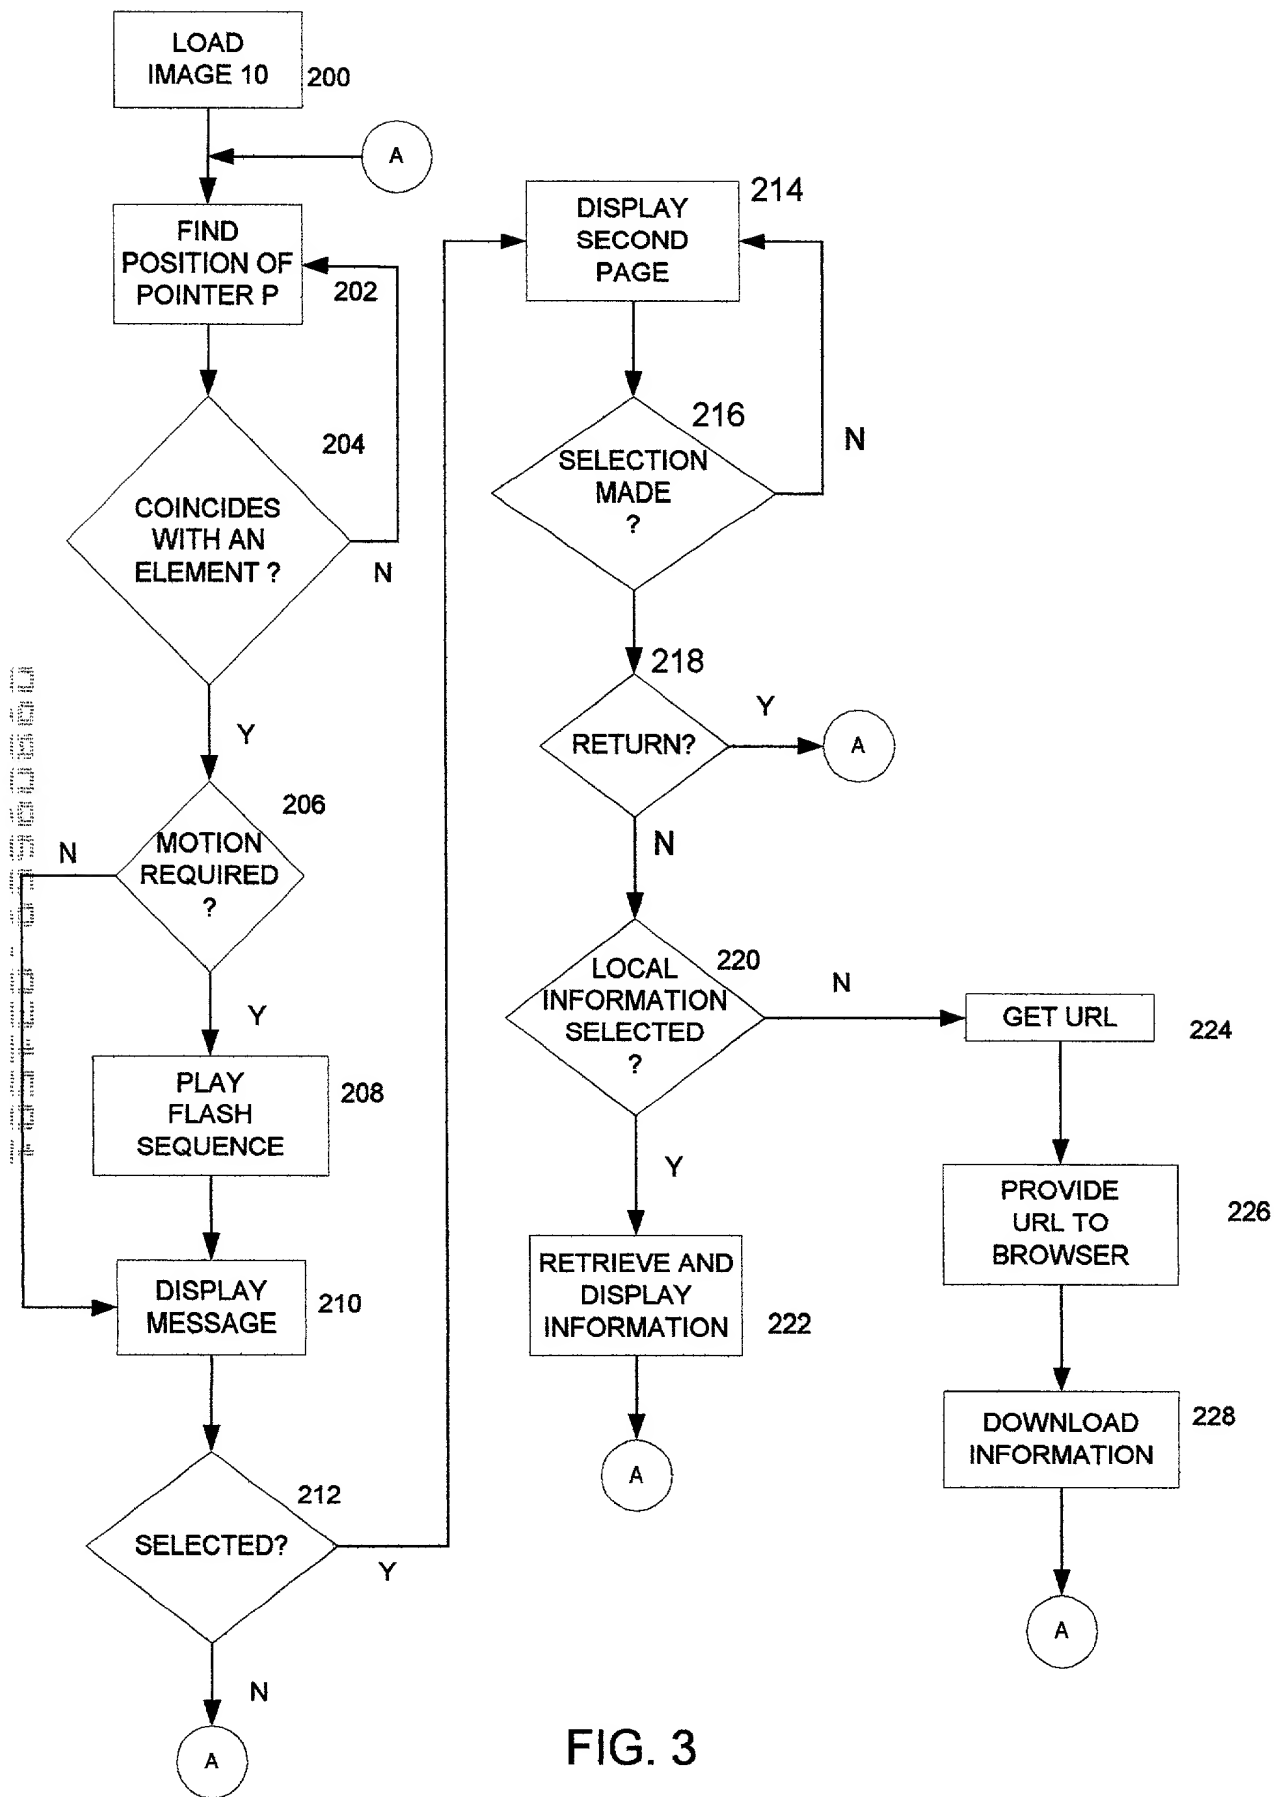 LOAD
IMAGE 10
200
A
FIND
POSITION OF
POINTER P
202
204
COINCIDES
WITH AN
ELEMENT ?
N
Y
206
MOTION
REQUIRED
?
N
Y
PLAY
FLASH
SEQUENCE
208
DISPLAY
MESSAGE
210
212
SELECTED?
Y
N
A
DISPLAY
SECOND
PAGE
214
216
SELECTION
MADE
?
N
218
RETURN?
Y
A
N
220
LOCAL
INFORMATION
SELECTED
?
N
Y
RETRIEVE AND
DISPLAY
INFORMATION
222
A
GET URL
224
PROVIDE
URL TO
BROWSER
226
DOWNLOAD
INFORMATION
228
A
FIG. 3